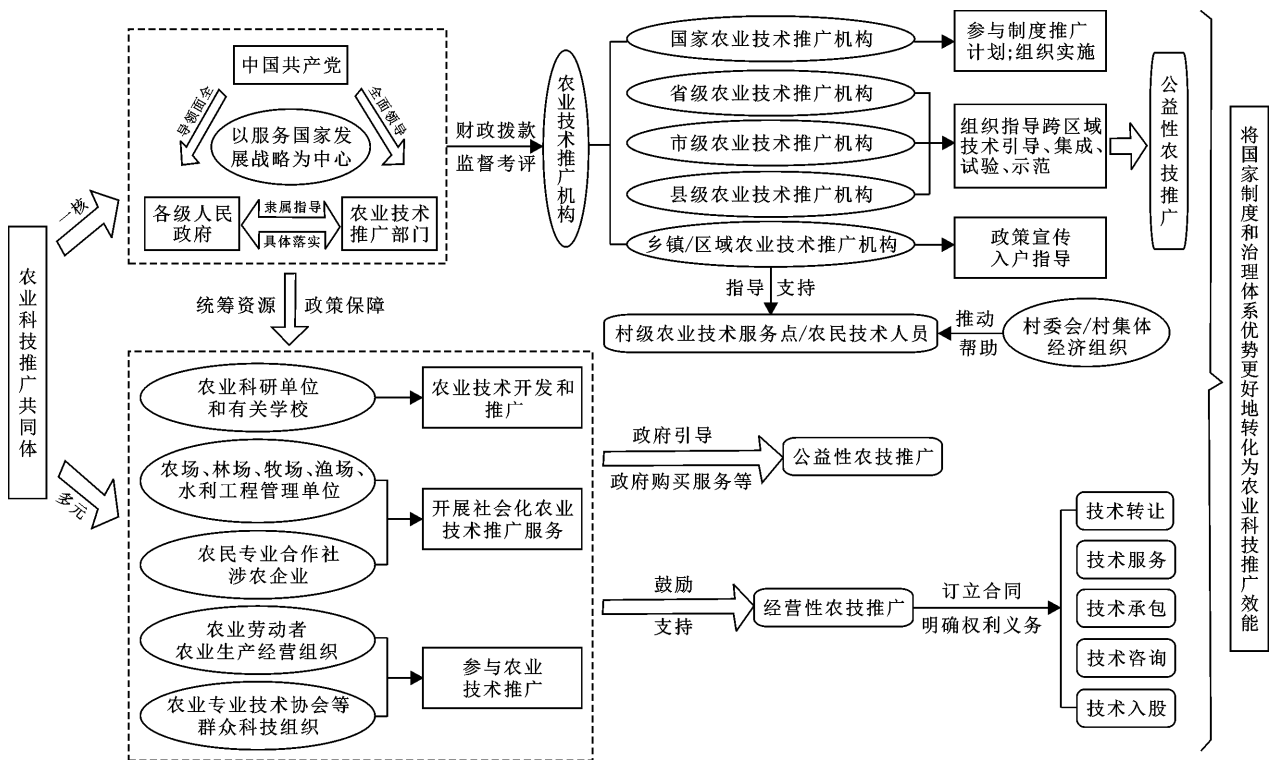 农业科技推广共同体
一核
多元
中国共产党
全面领导
全面领导
以服务国家发
展战略为中心
各级人民
政府
隶属指导
具体落实
农业技术
推广部门
财政拨款
监督考评
农业技术推广机构
国家农业技术推广机构
参与制度推广
计划;组织实施
省级农业技术推广机构
市级农业技术推广机构
县级农业技术推广机构
组织指导跨区域
技术引导、集成、
试验、示范
公益性农技推广
乡镇/区域农业技术推广机构
政策宣传
入户指导
指导 支持
村级农业技术服务点/农民技术人员
推动
帮助
村委会/村集体
经济组织
统筹资源 政策保障
农业科研单位
和有关学校
农业技术开发和
推广
农场、林场、牧场、渔场、
水利工程管理单位
农民专业合作社
涉农企业
开展社会化农业
技术推广服务
农业劳动者
农业生产经营组织
农业专业技术协会等
群众科技组织
参与农业
技术推广
政府引导
政府购买服务等
公益性农技推广
鼓励
支持
经营性农技推广
订立合同
明确权利义务
技术转让
技术服务
技术承包
技术咨询
技术入股
将国家制度和治理体系优势更好地转化为农业科技推广效能